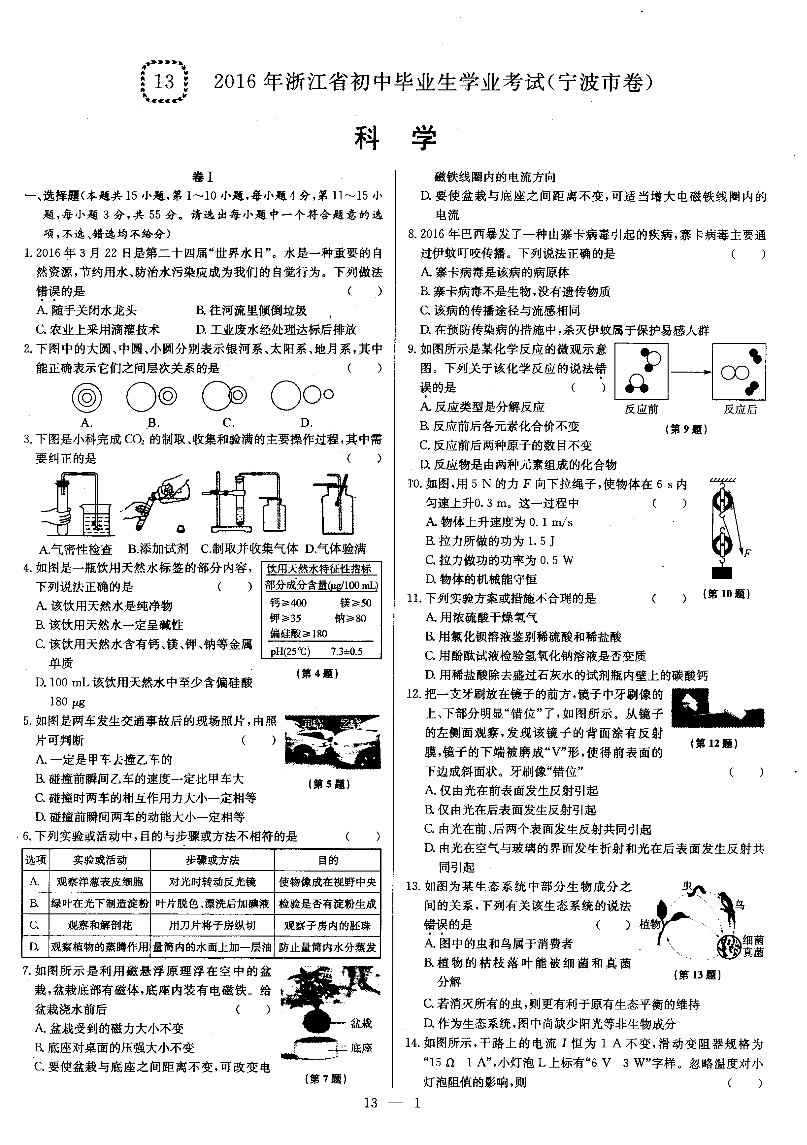 13 2016年浙江省初中毕业生学业考试(宁波市卷)
科 学
卷Ⅰ
一、选择题(本题共15小题,第1~10小题,每小题4分,第11~15小
题,每小题3分,共55分。请选出每小题中一个符合题意的选
项,不选、错选均不给分)
1.2016年3月22日是第二十四届“世界水日”。水是一种重要的自
然资源,节约用水、防治水污染应成为我们的自觉行为。下列做法
错误的是 ( )
A.随手关闭水龙头 B.往河流里倾倒垃圾
C.农业上采用滴灌技术 D.工业废水经处理达标后排放
2.下图中的大圆、中圆、小圆分别表示银河系、太阳系、地月系,其中
能正确表示它们之间层次关系的是 ( )
A. B. C. D.
3.下图是小科完成CO₂的制取、收集和验满的主要操作过程,其中需
要纠正的是 ( )
A.气密性检查 B.添加试剂 C.制取并收集气体 D.气体验满
4.如图是一瓶饮用天然水标签的部分内容,
下列说法正确的是 ( )
A.该饮用天然水是纯净物
B.该饮用天然水一定呈碱性
C.该饮用天然水含有钙、镁、钾、钠等金属
单质
D.100 mL该饮用天然水中至少含偏硅酸
180 μg
饮用天然水特征性指标
部分成分含量(μg/100 mL)
钙≥400 镁≥50
钾≥35 钠≥80
偏硅酸≥180
pH(25℃) 7.3±0.5
(第4题)
5.如图是两车发生交通事故后的现场照片,由照
片可判断 ( )
A.一定是甲车去撞乙车的
B.碰撞前瞬间乙车的速度一定比甲车大
C.碰撞时两车的相互作用力大小一定相等
D.碰撞前瞬间两车的动能大小一定相等
(第5题)
6.下列实验或活动中,目的与步骤或方法不相符的是 ( )
选项 实验或活动 步骤或方法 目的
A. 观察洋葱表皮细胞 对光时转动反光镜 使物像成在视野中央
B. 绿叶在光下制造淀粉 叶片脱色、漂洗后加碘液 检验是否有淀粉生成
C. 观察和解剖花 用刀片将子房纵切 观察子房内的胚珠
D. 观察植物的蒸腾作用 量筒内的水面上加一层油 防止量筒内水分蒸发
7.如图所示是利用磁悬浮原理浮在空中的盆
栽,盆栽底部有磁体,底座内装有电磁铁。给
盆栽浇水前后 ( )
A.盆栽受到的磁力大小不变
B.底座对桌面的压强大小不变
C.要使盆栽与底座之间距离不变,可改变电
盆栽
底座
(第7题)
磁铁线圈内的电流方向
D.要使盆栽与底座之间距离不变,可适当增大电磁铁线圈内的
电流
8.2016年巴西暴发了一种由寨卡病毒引起的疾病,寨卡病毒主要通
过伊蚊叮咬传播。下列说法正确的是 ( )
A.寨卡病毒是该病的病原体
B.寨卡病毒不是生物,没有遗传物质
C.该病的传播途径与流感相同
D.在预防传染病的措施中,杀灭伊蚊属于保护易感人群
9.如图所示是某化学反应的微观示意
图。下列关于该化学反应的说法错
误的是 ( )
A.反应类型是分解反应
B.反应前后各元素化合价不变
C.反应前后两种原子的数目不变
D.反应物是由两种元素组成的化合物
反应前 反应后
(第9题)
10.如图,用5 N的力F向下拉绳子,使物体在6 s内
匀速上升0.3 m。这一过程中 ( )
A.物体上升速度为0.1 m/s
B.拉力所做的功为1.5 J
C.拉力做功的功率为0.5 W
D.物体的机械能守恒
F
(第10题)
11.下列实验方案或措施不合理的是 ( )
A.用浓硫酸干燥氢气
B.用氯化钡溶液鉴别稀硫酸和稀盐酸
C.用酚酞试液检验氢氧化钠溶液是否变质
D.用稀盐酸除去盛过石灰水的试剂瓶内壁上的碳酸钙
12.把一支牙刷放在镜子的前方,镜子中牙刷像的
上、下部分明显“错位”了,如图所示。从镜子
的左侧面观察,发现该镜子的背面涂有反射
膜,镜子的下端被磨成“V”形,使得前表面的
下边成斜面状。牙刷像“错位” ( )
A.仅由光在前表面发生反射引起
B.仅由光在后表面发生反射引起
C.由光在前、后两个表面发生反射共同引起
D.由光在空气与玻璃的界面发生折射和光在后表面发生反射共
同引起
(第12题)
13.如图为某生态系统中部分生物成分之
间的关系,下列有关该生态系统的说法
错误的是 ( )
A.图中的虫和鸟属于消费者
B.植物的枯枝落叶能被细菌和真菌
分解
C.若消灭所有的虫,则更有利于原有生态平衡的维持
D.作为生态系统,图中尚缺少阳光等非生物成分
虫
鸟
植物
细菌
真菌
(第13题)
14.如图所示,干路上的电流I恒为1 A不变,滑动变阻器规格为
“15 Ω 1 A”,小灯泡L上标有“6 V 3 W”字样。忽略温度对小
灯泡阻值的影响,则 ( )
13 — 1